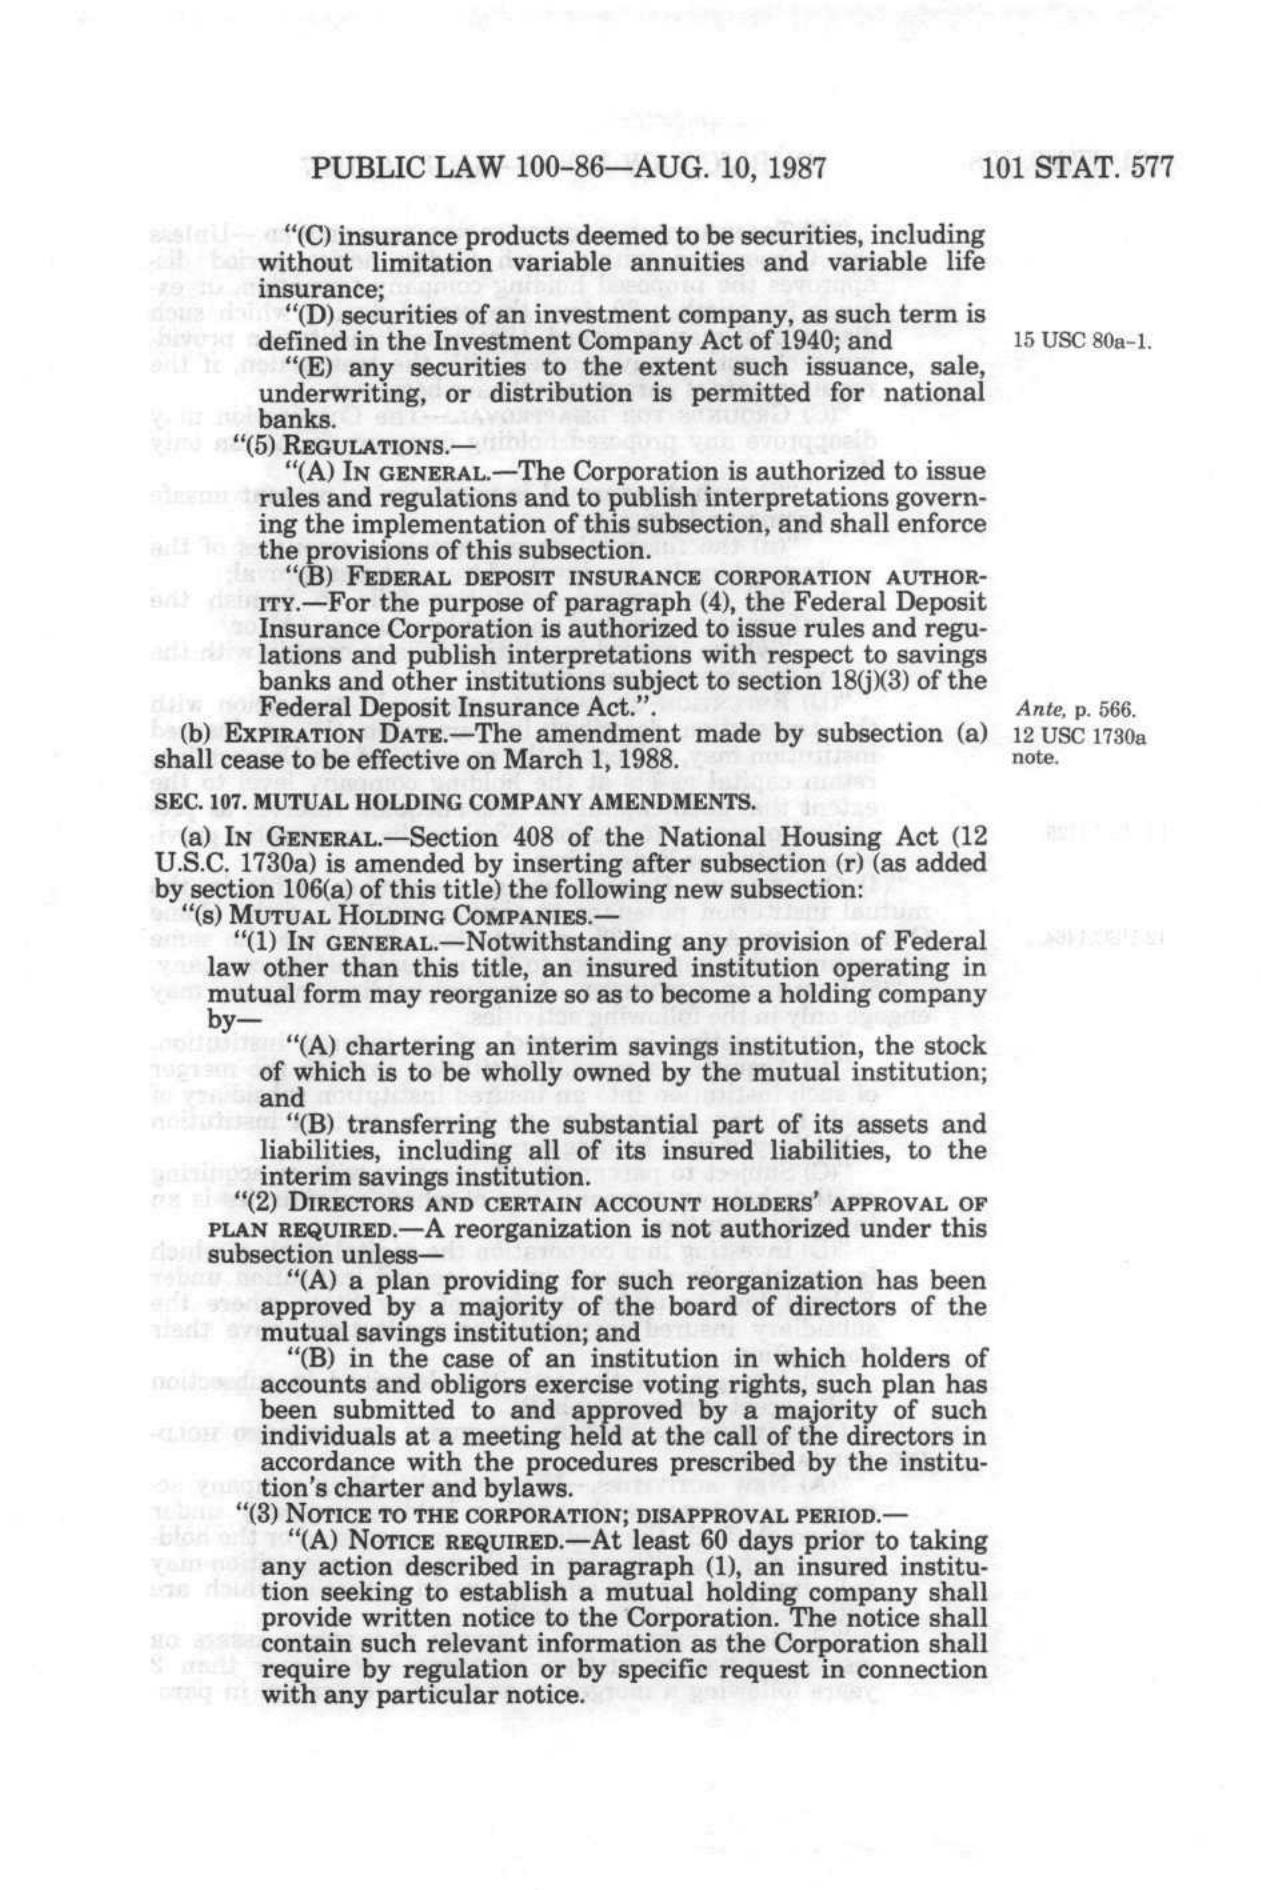 PUBLIC LAW 100-86—AUG. 10, 1987 101 STAT. 577
"(C) insurance products deemed to be securities, including
without limitation variable annuities and variable life
insurance;
"(D) securities of an investment company, as such term is
defined in the Investment Company Act of 1940; and
15 USC 80a-1.
"(E) any securities to the extent such issuance, sale,
underwriting, or distribution is permitted for national
banks.
"(5) REGULATIONS.—
"(A) IN GENERAL.—The Corporation is authorized to issue
rules and regulations and to publish interpretations govern-
ing the implementation of this subsection, and shall enforce
the provisions of this subsection.
"(B) FEDERAL DEPOSIT INSURANCE CORPORATION AUTHOR-
ITY.—For the purpose of paragraph (4), the Federal Deposit
Insurance Corporation is authorized to issue rules and regu-
lations and publish interpretations with respect to savings
banks and other institutions subject to section 18(j)(3) of the
Federal Deposit Insurance Act.".
Ante, p. 566.
(b) EXPIRATION DATE.—The amendment made by subsection (a)
12 USC 1730a
shall cease to be effective on March 1, 1988.
note.
SEC. 107. MUTUAL HOLDING COMPANY AMENDMENTS.
(a) IN GENERAL.—Section 408 of the National Housing Act (12
U.S.C. 1730a) is amended by inserting after subsection (r) (as added
by section 106(a) of this title) the following new subsection:
"(s) MUTUAL HOLDING COMPANIES.—
"(1) IN GENERAL.—Notwithstanding any provision of Federal
law other than this title, an insured institution operating in
mutual form may reorganize so as to become a holding company
by—
"(A) chartering an interim savings institution, the stock
of which is to be wholly owned by the mutual institution;
and
"(B) transferring the substantial part of its assets and
liabilities, including all of its insured liabilities, to the
interim savings institution.
"(2) DIRECTORS AND CERTAIN ACCOUNT HOLDERS' APPROVAL OF
PLAN REQUIRED.—A reorganization is not authorized under this
subsection unless—
"(A) a plan providing for such reorganization has been
approved by a majority of the board of directors of the
mutual savings institution; and
"(B) in the case of an institution in which holders of
accounts and obligors exercise voting rights, such plan has
been submitted to and approved by a majority of such
individuals at a meeting held at the call of the directors in
accordance with the procedures prescribed by the institu-
tion's charter and bylaws.
"(3) NOTICE TO THE CORPORATION; DISAPPROVAL PERIOD.—
"(A) NOTICE REQUIRED.—At least 60 days prior to taking
any action described in paragraph (1), an insured institu-
tion seeking to establish a mutual holding company shall
provide written notice to the Corporation. The notice shall
contain such relevant information as the Corporation shall
require by regulation or by specific request in connection
with any particular notice.